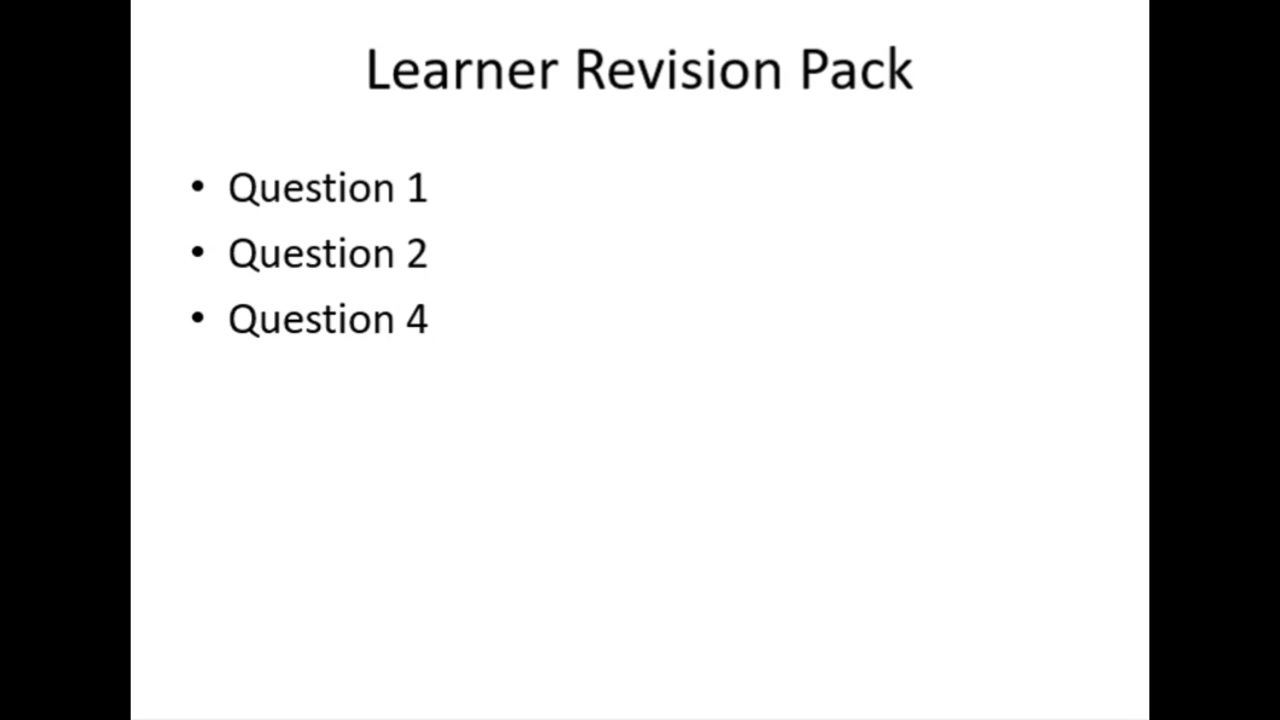 Learner Revision Pack
• Question 1
• Question 2
• Question 4